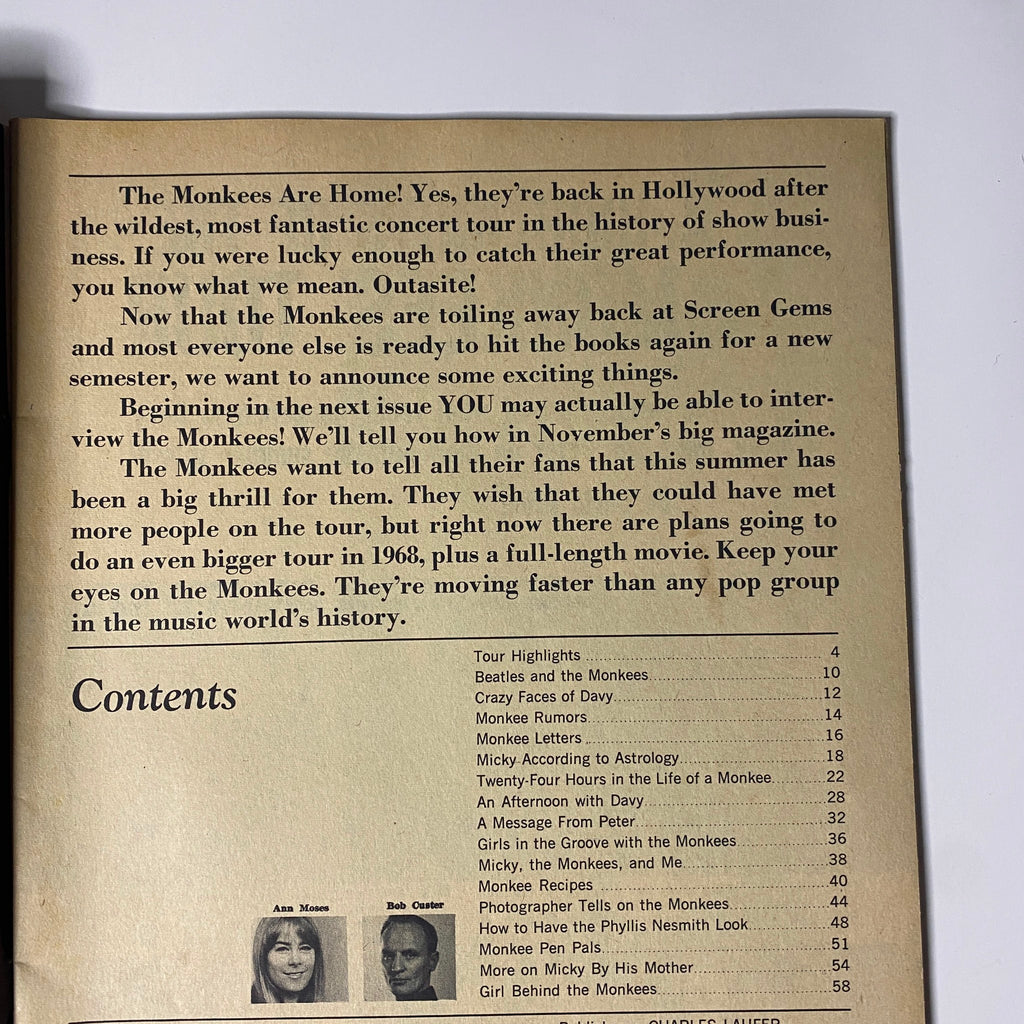 The Monkees Are Home! Yes, they're back in Hollywood after
the wildest, most fantastic concert tour in the history of show busi-
ness. If you were lucky enough to catch their great performance,
you know what we mean. Outasite!
Now that the Monkees are toiling away back at Screen Gems
and most everyone else is ready to hit the books again for a new
semester, we want to announce some exciting things.
Beginning in the next issue YOU may actually be able to inter-
view the Monkees! We'll tell you how in November's big magazine.
The Monkees want to tell all their fans that this summer has
been a big thrill for them. They wish that they could have met
more people on the tour, but right now there are plans going to
do an even bigger tour in 1968, plus a full-length movie. Keep your
eyes on the Monkees. They're moving faster than any pop group
in the music world's history.
Contents
Tour Highlights 4
Beatles and the Monkees 10
Crazy Faces of Davy 12
Monkee Rumors 14
Monkee Letters 16
Micky According to Astrology 18
Twenty-Four Hours in the Life of a Monkee 22
An Afternoon with Davy 28
A Message From Peter 32
Girls in the Groove with the Monkees 36
Micky, the Monkees, and Me 38
Monkee Recipes 40
Photographer Tells on the Monkees 44
How to Have the Phyllis Nesmith Look 48
Monkee Pen Pals 51
More on Micky By His Mother 54
Girl Behind the Monkees 58
Ann Moses
Bob Custer
CHARLES LAUFER